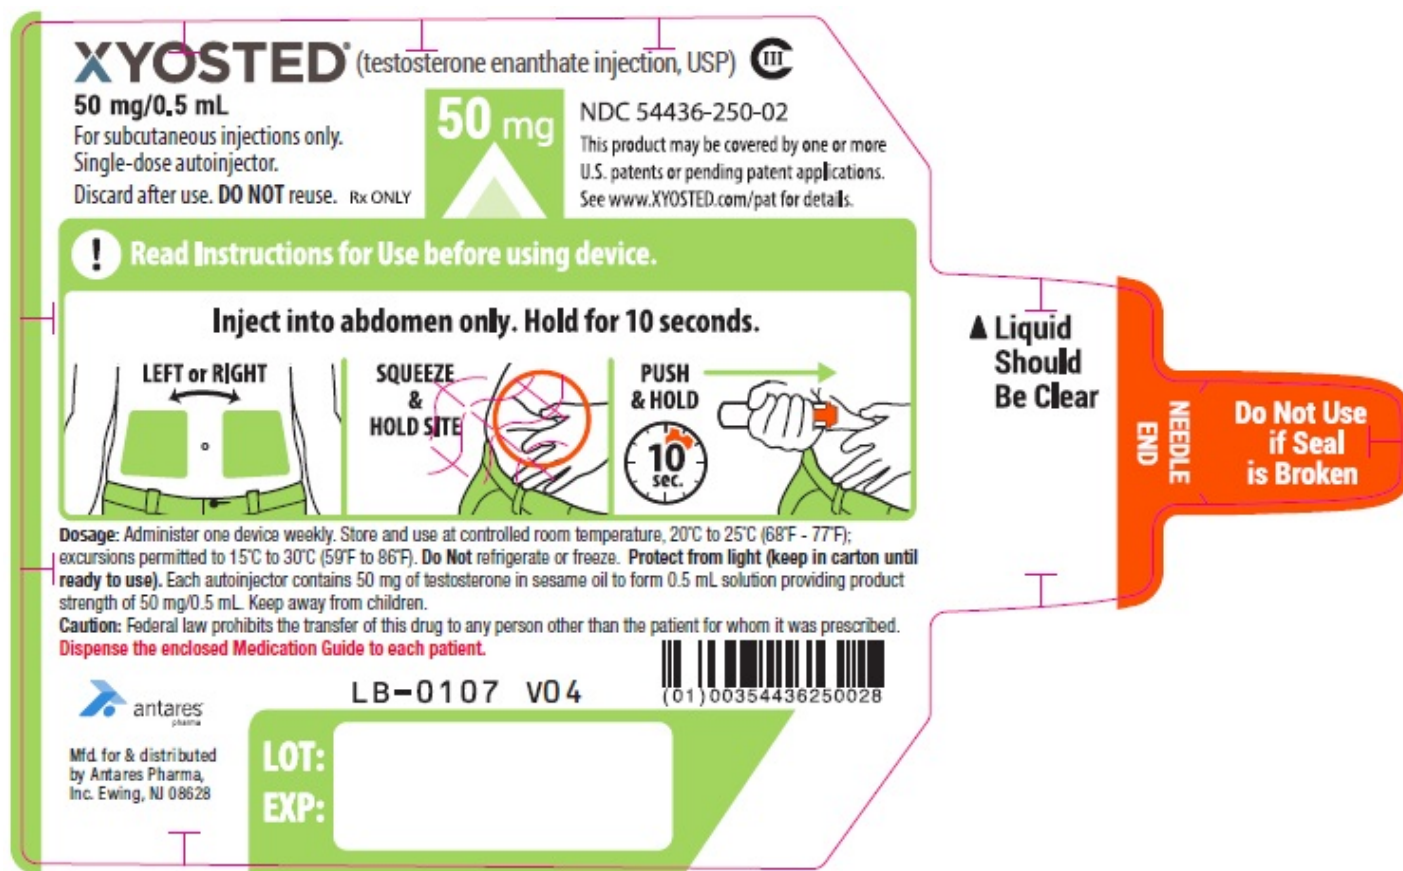 XYOSTED® (testosterone enanthate injection, USP) CIII
50 mg/0.5 mL
For subcutaneous injections only.
Single-dose autoinjector.
Discard after use. DO NOT reuse. Rx ONLY
50 mg
NDC 54436-250-02
This product may be covered by one or more
U.S. patents or pending patent applications.
See www.XYOSTED.com/pat for details.
! Read Instructions for Use before using device.
Inject into abdomen only. Hold for 10 seconds.
LEFT or RIGHT
SQUEEZE
&
HOLD SITE
PUSH
& HOLD
10
sec.
Liquid
Should
Be Clear
NEEDLE
END
Do Not Use
if Seal
is Broken
Dosage: Administer one device weekly. Store and use at controlled room temperature, 20°C to 25°C (68°F - 77°F);
excursions permitted to 15°C to 30°C (59°F to 86°F). Do Not refrigerate or freeze. Protect from light (keep in carton until
ready to use). Each autoinjector contains 50 mg of testosterone in sesame oil to form 0.5 mL solution providing product
strength of 50 mg/0.5 mL. Keep away from children.
Caution: Federal law prohibits the transfer of this drug to any person other than the patient for whom it was prescribed.
Dispense the enclosed Medication Guide to each patient.
LB-0107 V04
(01)00354436250028
antares
pharma
Mfd. for & distributed
by Antares Pharma,
Inc. Ewing, NJ 08628
LOT:
EXP: